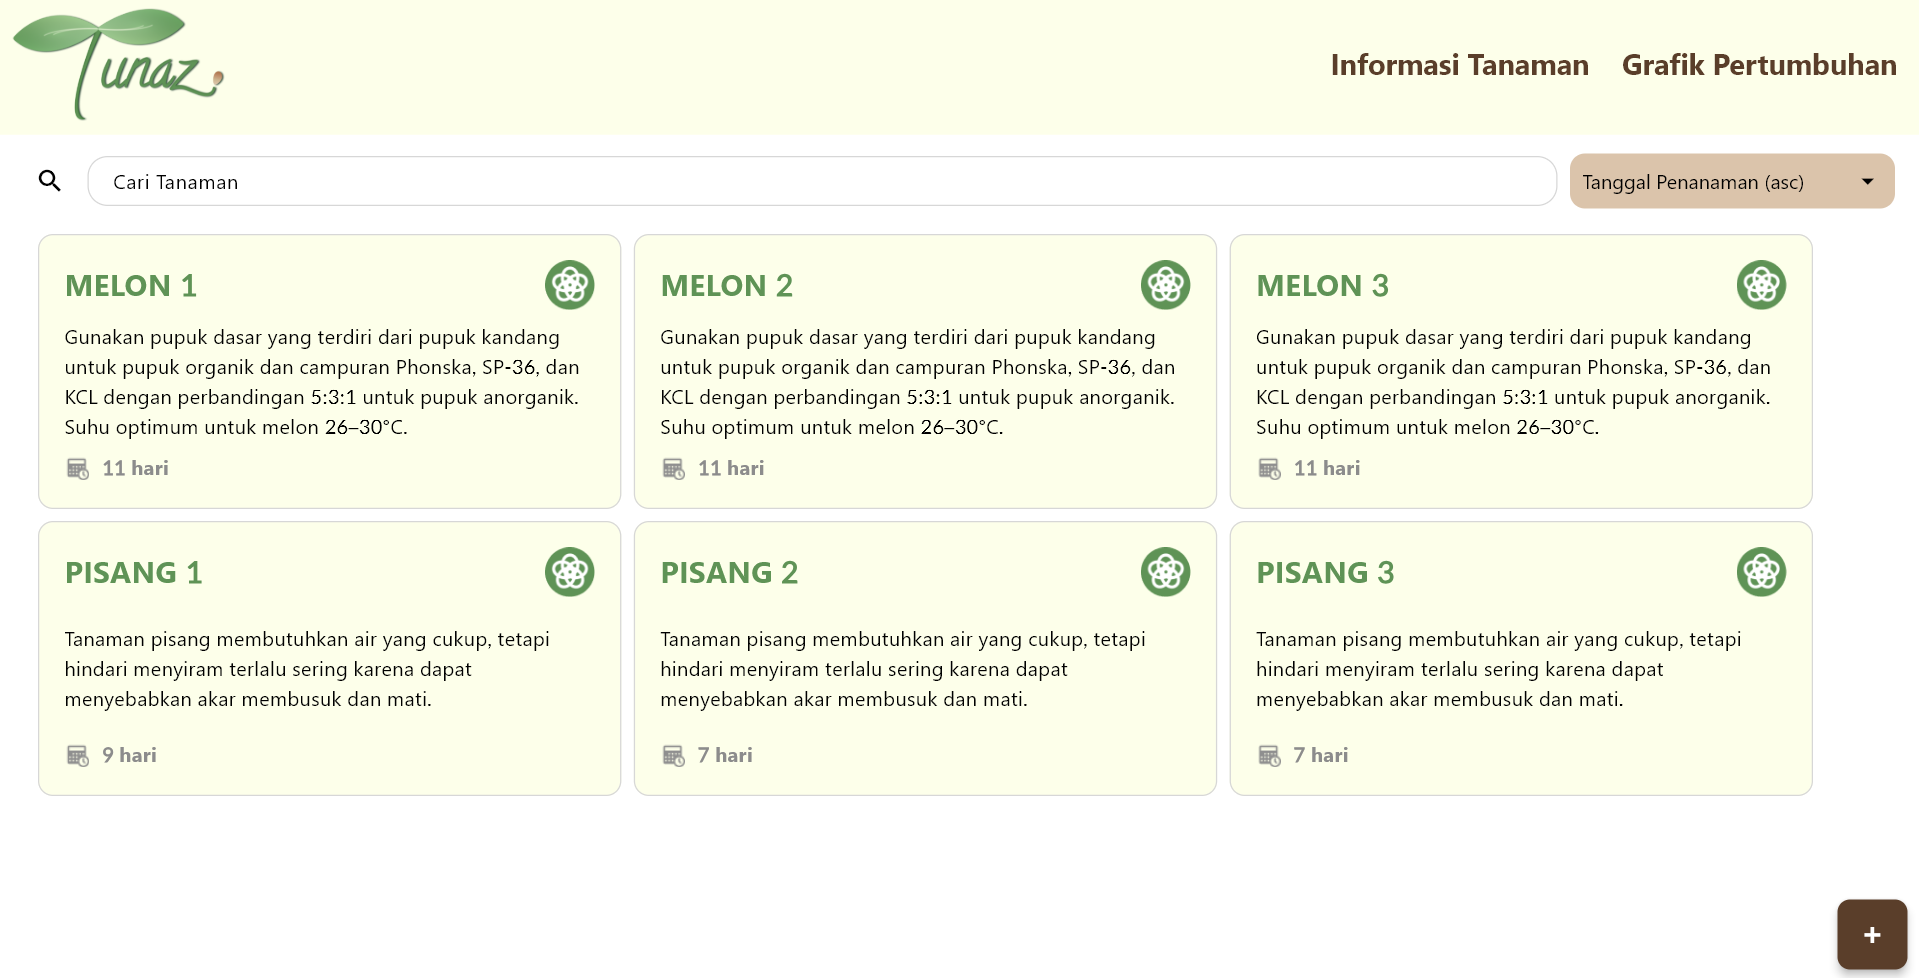 Tunaz
Informasi Tanaman
Grafik Pertumbuhan
Cari Tanaman
Tanggal Penanaman (asc)
MELON 1
Gunakan pupuk dasar yang terdiri dari pupuk kandang
untuk pupuk organik dan campuran Phonska, SP-36, dan
KCL dengan perbandingan 5:3:1 untuk pupuk anorganik.
Suhu optimum untuk melon 26–30°C.
11 hari
MELON 2
Gunakan pupuk dasar yang terdiri dari pupuk kandang
untuk pupuk organik dan campuran Phonska, SP-36, dan
KCL dengan perbandingan 5:3:1 untuk pupuk anorganik.
Suhu optimum untuk melon 26–30°C.
11 hari
MELON 3
Gunakan pupuk dasar yang terdiri dari pupuk kandang
untuk pupuk organik dan campuran Phonska, SP-36, dan
KCL dengan perbandingan 5:3:1 untuk pupuk anorganik.
Suhu optimum untuk melon 26–30°C.
11 hari
PISANG 1
Tanaman pisang membutuhkan air yang cukup, tetapi
hindari menyiram terlalu sering karena dapat
menyebabkan akar membusuk dan mati.
9 hari
PISANG 2
Tanaman pisang membutuhkan air yang cukup, tetapi
hindari menyiram terlalu sering karena dapat
menyebabkan akar membusuk dan mati.
7 hari
PISANG 3
Tanaman pisang membutuhkan air yang cukup, tetapi
hindari menyiram terlalu sering karena dapat
menyebabkan akar membusuk dan mati.
7 hari
+